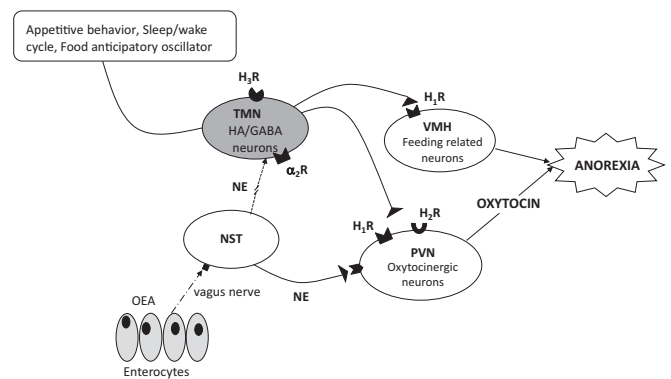 Appetitive behavior, Sleep/wake
cycle, Food anticipatory oscillator
H₃R
TMN
HA/GABA
neurons
α₂R
H₁R
VMH
Feeding related
neurons
ANOREXIA
NE
OXYTOCIN
NST
H₁R
H₂R
PVN
Oxytocinergic
neurons
NE
OEA
vagus nerve
Enterocytes